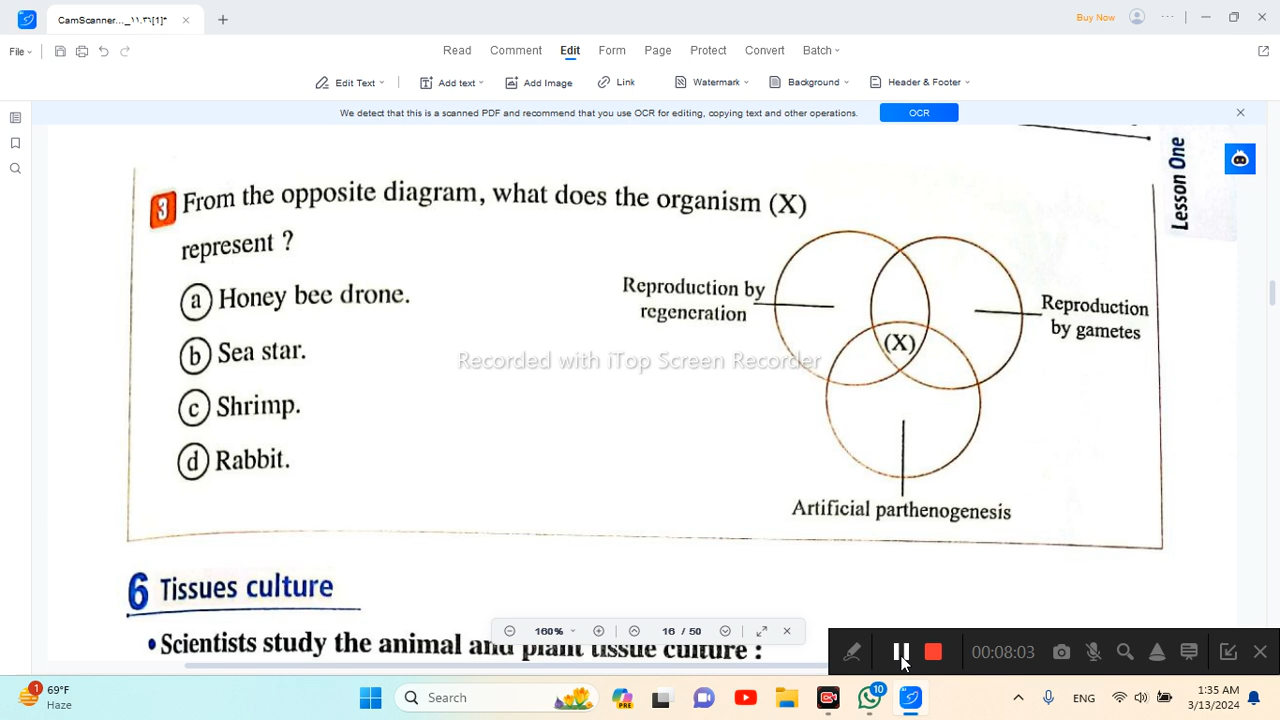 CamScanner..._١١.٣١[1]*
Buy Now
File
Read Comment Edit Form Page Protect Convert Batch
Edit Text Add text Add Image Link Watermark Background Header & Footer
We detect that this is a scanned PDF and recommend that you use OCR for editing, copying text and other operations. OCR
Lesson One
3 From the opposite diagram, what does the organism (X)
represent ?
a Honey bee drone.
b Sea star.
c Shrimp.
d Rabbit.
Reproduction by
regeneration
Reproduction
by gametes
(X)
Artificial parthenogenesis
Recorded with iTop Screen Recorder
6 Tissues culture
• Scientists study the animal and plant tissue culture :
160% 16 / 50
00:08:03
1
69°F
Haze
Search
PRE
10
ENG
1:35 AM
3/13/2024